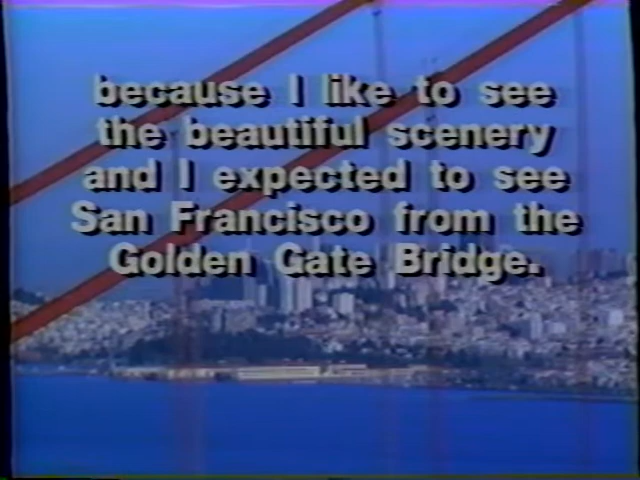 because I like to see
the beautiful scenery
and I expected to see
San Francisco from the
Golden Gate Bridge.